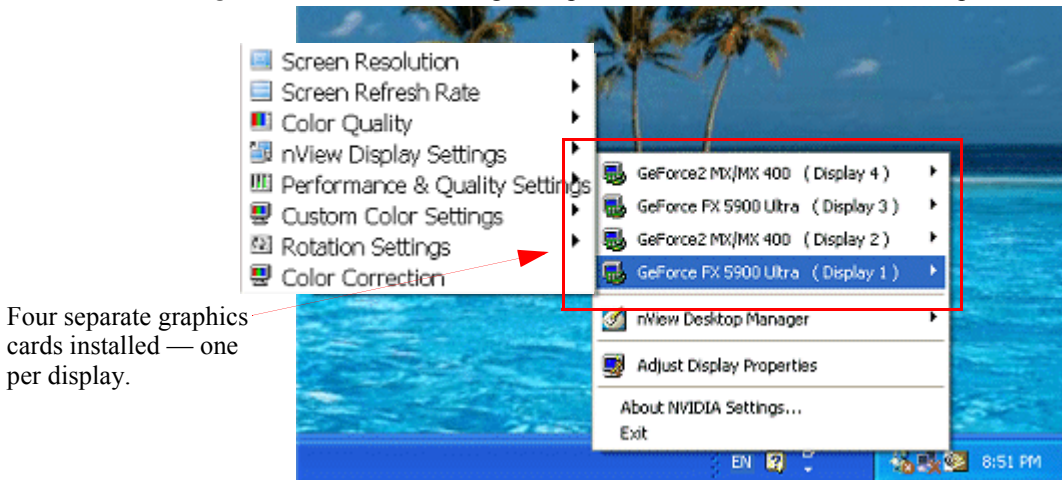 Screen Resolution
Screen Refresh Rate
Color Quality
nView Display Settings
Performance & Quality Settings
Custom Color Settings
Rotation Settings
Color Correction
GeForce2 MX/MX 400 ( Display 4 )
GeForce FX 5900 Ultra ( Display 3 )
GeForce2 MX/MX 400 ( Display 2 )
GeForce FX 5900 Ultra ( Display 1 )
nView Desktop Manager
Adjust Display Properties
About NVIDIA Settings...
Exit
Four separate graphics
cards installed — one
per display.
EN
8:51 PM